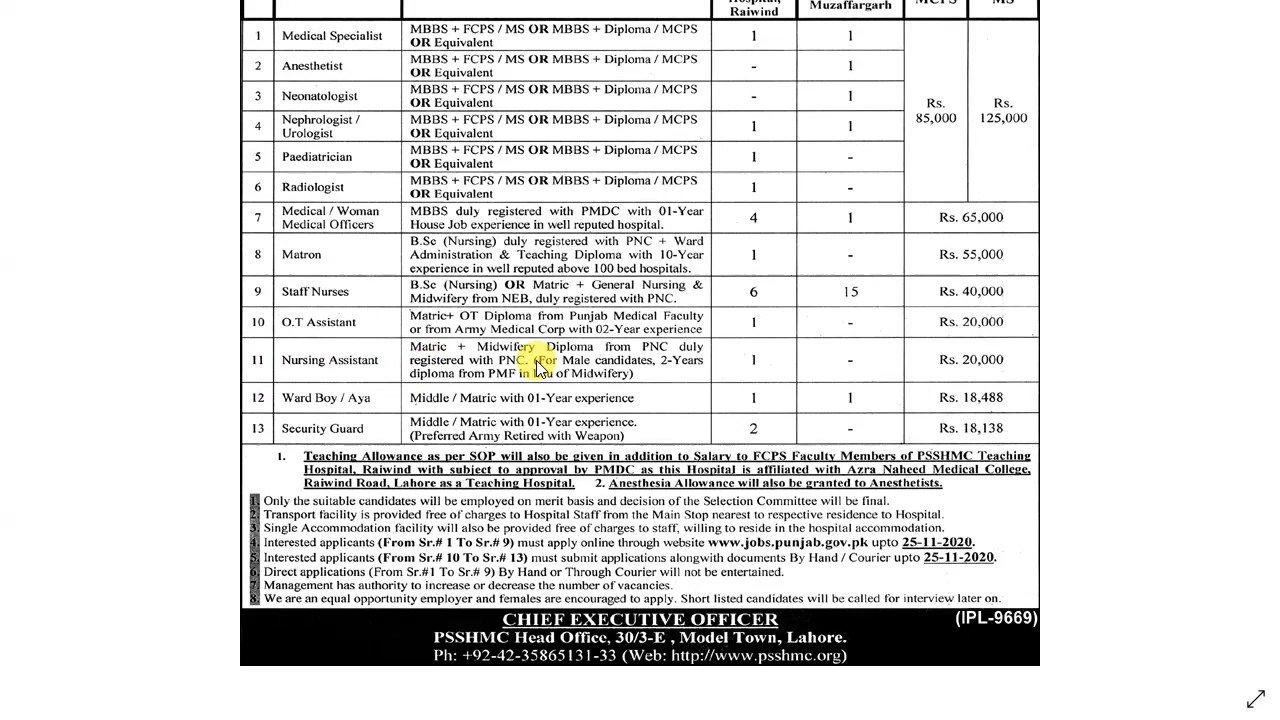 Hospital, Raiwind
Muzaffargarh
MCPS
MS
1 Medical Specialist MBBS + FCPS / MS OR MBBS + Diploma / MCPS OR Equivalent 1 1
2 Anesthetist MBBS + FCPS / MS OR MBBS + Diploma / MCPS OR Equivalent - 1
3 Neonatologist MBBS + FCPS / MS OR MBBS + Diploma / MCPS OR Equivalent - 1
Rs. 85,000
Rs. 125,000
4 Nephrologist / Urologist MBBS + FCPS / MS OR MBBS + Diploma / MCPS OR Equivalent 1 1
5 Paediatrician MBBS + FCPS / MS OR MBBS + Diploma / MCPS OR Equivalent 1 -
6 Radiologist MBBS + FCPS / MS OR MBBS + Diploma / MCPS OR Equivalent 1 -
7 Medical / Woman Medical Officers MBBS duly registered with PMDC with 01-Year House Job experience in well reputed hospital. 4 1 Rs. 65,000
8 Matron B.Sc (Nursing) duly registered with PNC + Ward Administration & Teaching Diploma with 10-Year experience in well reputed above 100 bed hospitals. 1 - Rs. 55,000
9 Staff Nurses B.Sc (Nursing) OR Matric + General Nursing & Midwifery from NEB, duly registered with PNC. 6 15 Rs. 40,000
10 O.T Assistant Matric+ OT Diploma from Punjab Medical Faculty or from Army Medical Corp with 02-Year experience 1 - Rs. 20,000
11 Nursing Assistant Matric + Midwifery Diploma from PNC duly registered with PNC. (For Male candidates, 2-Years diploma from PMF in of Midwifery) 1 - Rs. 20,000
12 Ward Boy / Aya Middle / Matric with 01-Year experience 1 1 Rs. 18,488
13 Security Guard Middle / Matric with 01-Year experience. (Preferred Army Retired with Weapon) 2 - Rs. 18,138
1. Teaching Allowance as per SOP will also be given in addition to Salary to FCPS Faculty Members of PSSHMC Teaching
Hospital, Raiwind with subject to approval by PMDC as this Hospital is affiliated with Azra Naheed Medical College,
Raiwind Road, Lahore as a Teaching Hospital. 2. Anesthesia Allowance will also be granted to Anesthetists.
1. Only the suitable candidates will be employed on merit basis and decision of the Selection Committee will be final.
2. Transport facility is provided free of charges to Hospital Staff from the Main Stop nearest to respective residence to Hospital.
3. Single Accommodation facility will also be provided free of charges to staff, willing to reside in the hospital accommodation.
4. Interested applicants (From Sr.# 1 To Sr.# 9) must apply online through website www.jobs.punjab.gov.pk upto 25-11-2020.
5. Interested applicants (From Sr.# 10 To Sr.# 13) must submit applications alongwith documents By Hand / Courier upto 25-11-2020.
6. Direct applications (From Sr.#1 To Sr.# 9) By Hand or Through Courier will not be entertained.
7. Management has authority to increase or decrease the number of vacancies.
8. We are an equal opportunity employer and females are encouraged to apply. Short listed candidates will be called for interview later on.
CHIEF EXECUTIVE OFFICER (IPL-9669)
PSSHMC Head Office, 30/3-E , Model Town, Lahore.
Ph: +92-42-35865131-33 (Web: http://www.psshmc.org)